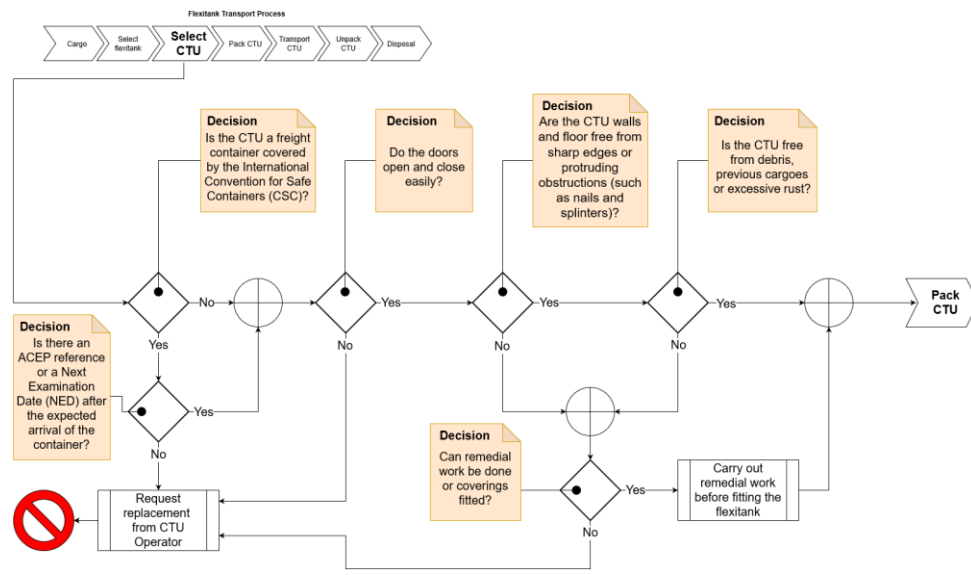 Flexitank Transport Process
Cargo
Select
flexitank
Select
CTU
Pack CTU
Transport
CTU
Unpack
CTU
Disposal
Decision
Is the CTU a freight
container covered
by the International
Convention for Safe
Containers (CSC)?
Decision
Do the doors
open and close
easily?
Decision
Are the CTU walls
and floor free from
sharp edges or
protruding
obstructions (such
as nails and
splinters)?
Decision
Is the CTU free
from debris,
previous cargoes
or excessive rust?
No
Yes
Yes
Yes
Pack
CTU
Yes
No
No
No
Decision
Is there an
ACEP reference
or a Next
Examination
Date (NED) after
the expected
arrival of the
container?
Yes
No
Decision
Can remedial
work be done
or coverings
fitted?
Yes
No
Carry out
remedial work
before fitting the
flexitank
Request
replacement
from CTU
Operator